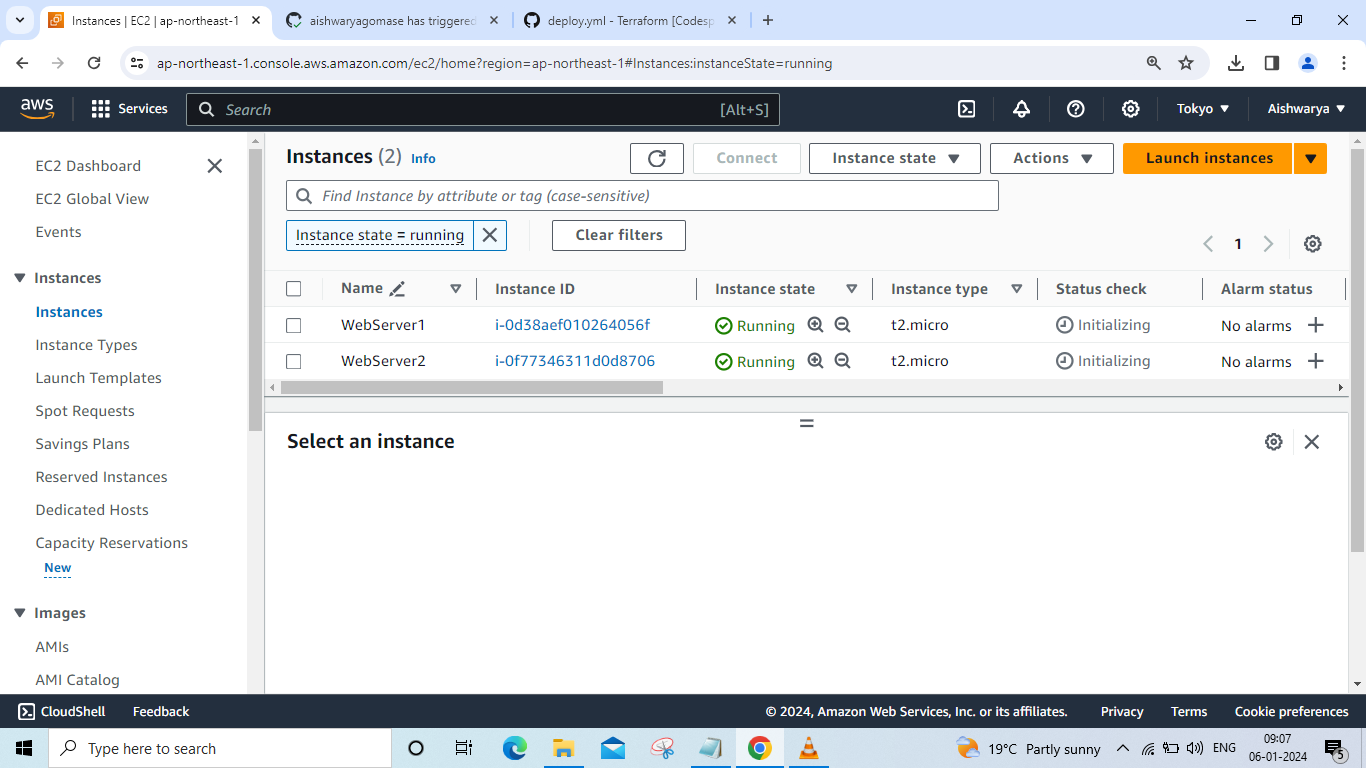 Instances | EC2 | ap-northeast-1
aishwaryagomase has triggered
deploy.yml - Terraform [Codesp
ap-northeast-1.console.aws.amazon.com/ec2/home?region=ap-northeast-1#Instances:instanceState=running
aws
Services
Search
[Alt+S]
Tokyo
Aishwarya
EC2 Dashboard
EC2 Global View
Events
Instances
Instances
Instance Types
Launch Templates
Spot Requests
Savings Plans
Reserved Instances
Dedicated Hosts
Capacity Reservations
New
Images
AMIs
AMI Catalog
Instances (2) Info
Connect
Instance state
Actions
Launch instances
Find Instance by attribute or tag (case-sensitive)
Instance state = running
Clear filters
1
Name Instance ID Instance state Instance type Status check Alarm status
WebServer1 i-0d38aef010264056f Running t2.micro Initializing No alarms
WebServer2 i-0f77346311d0d8706 Running t2.micro Initializing No alarms
Select an instance
CloudShell
Feedback
© 2024, Amazon Web Services, Inc. or its affiliates.
Privacy
Terms
Cookie preferences
Type here to search
19°C Partly sunny
ENG
09:07
06-01-2024
5